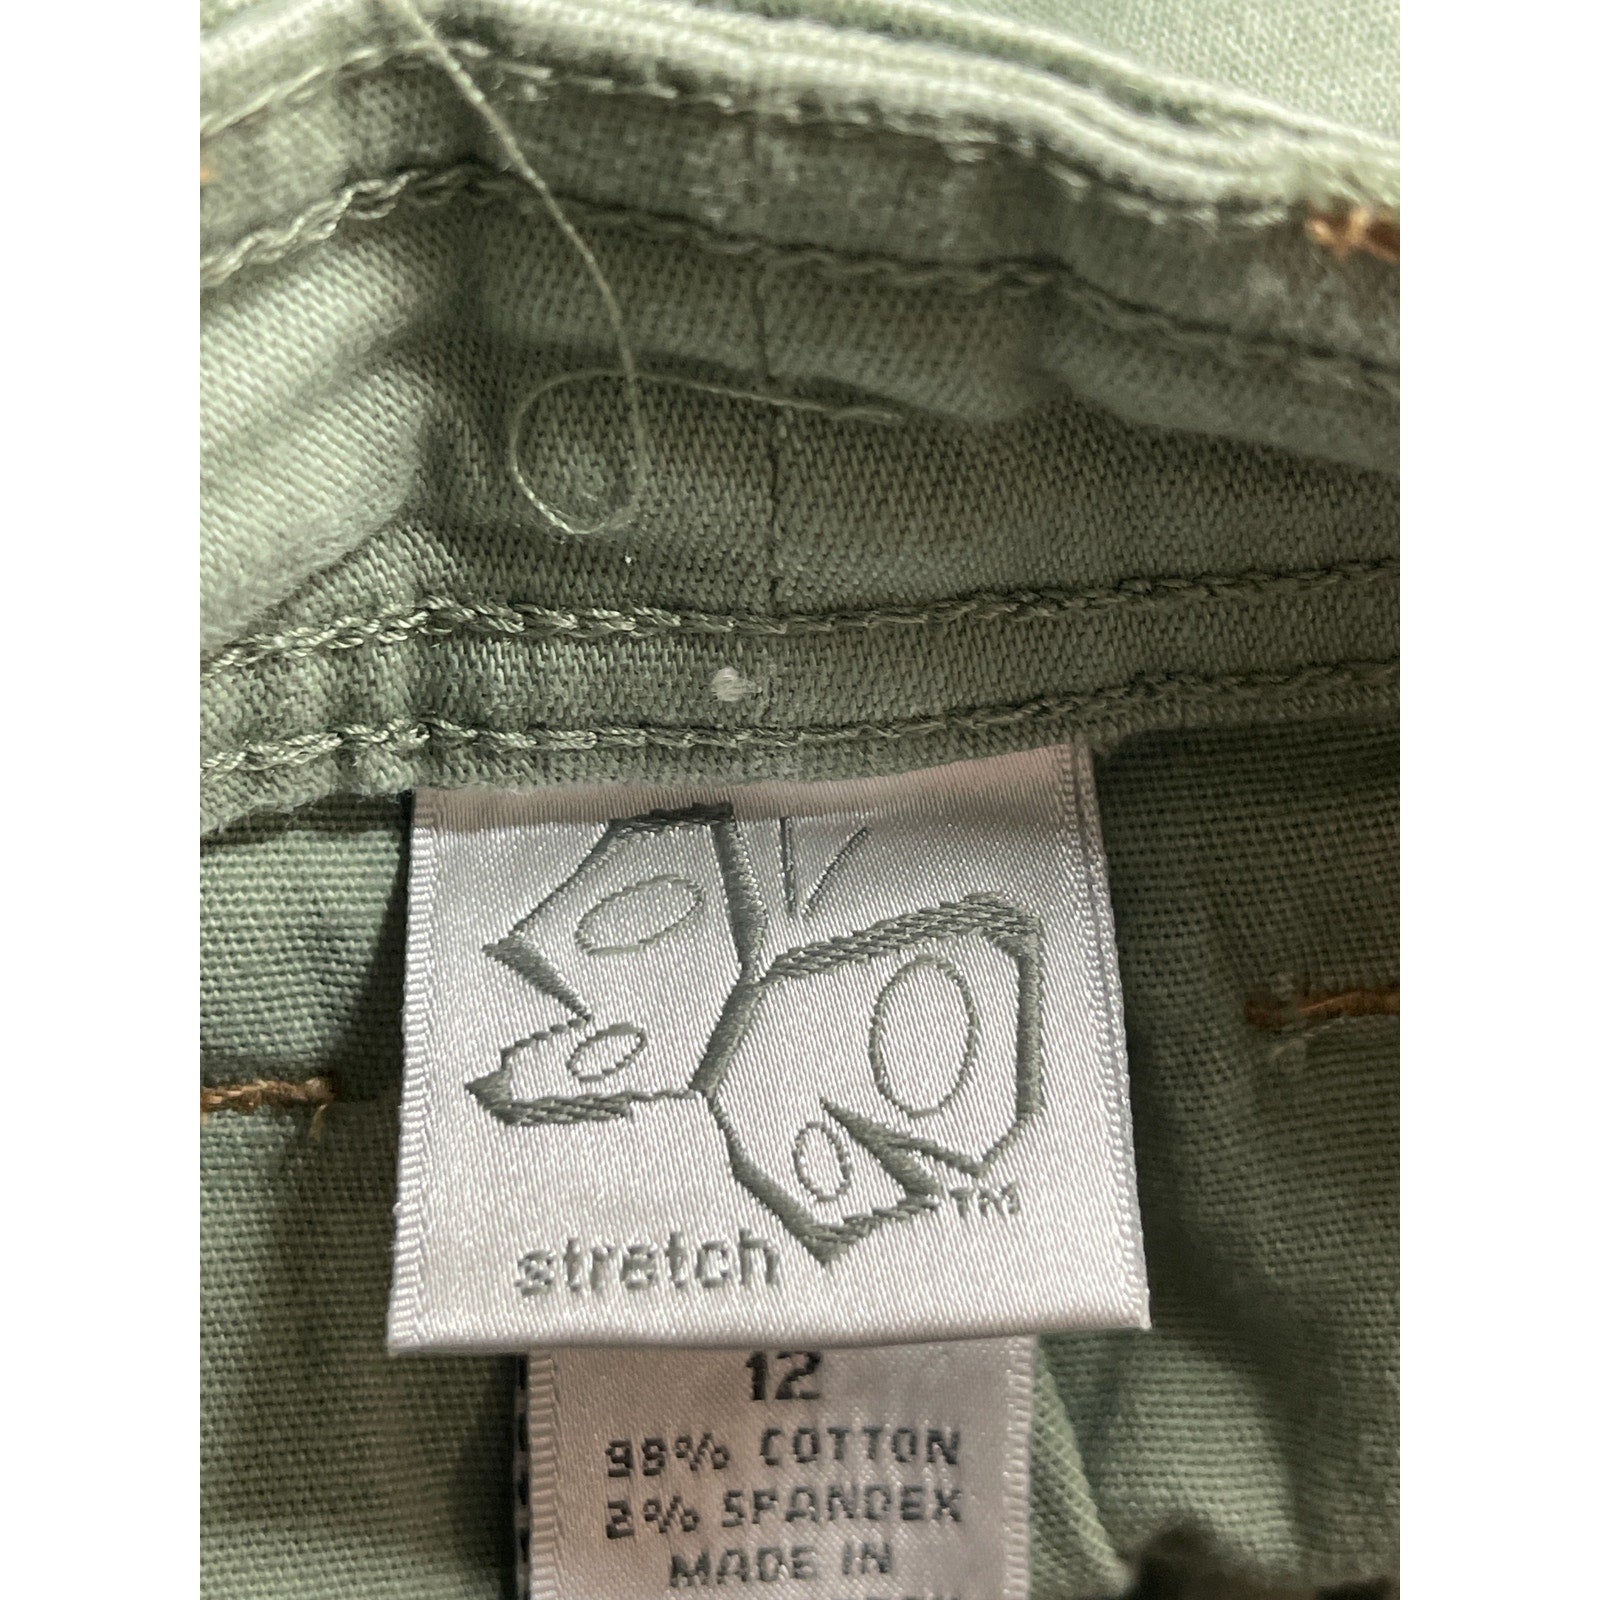 TM
stretch
12
98% COTTON
2% SPANDEX
MADE IN